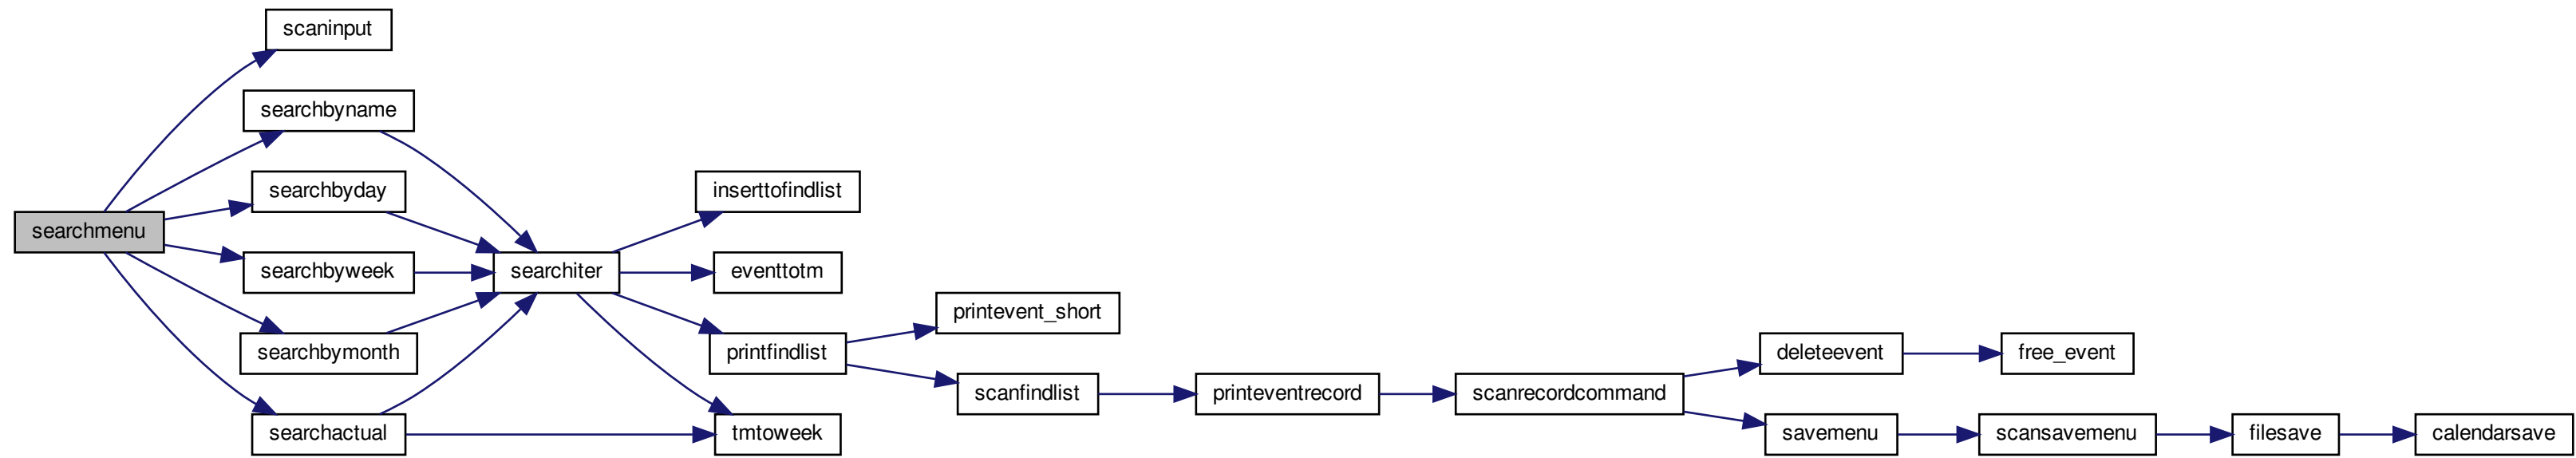 scaninput
searchbyname
searchbyday
inserttofindlist
searchmenu
searchbyweek
searchiter
eventtotm
printevent_short
searchbymonth
printfindlist
deleteevent
free_event
scanfindlist
printeventrecord
scanrecordcommand
searchactual
tmtoweek
savemenu
scansavemenu
filesave
calendarsave